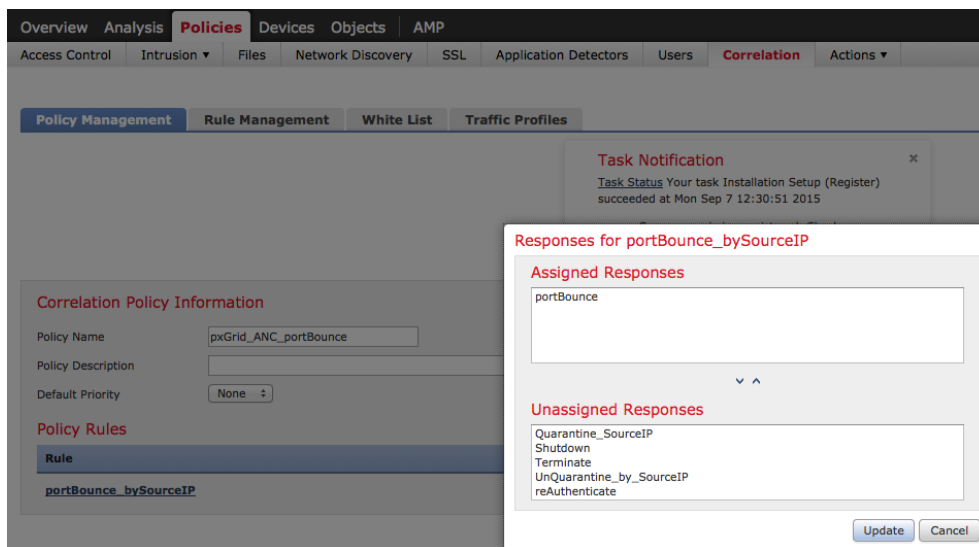 Overview Analysis Policies Devices Objects AMP
Access Control Intrusion ▾ Files Network Discovery SSL Application Detectors Users Correlation Actions ▾
Policy Management Rule Management White List Traffic Profiles
Task Notification ×
Task Status Your task Installation Setup (Register)
succeeded at Mon Sep 7 12:30:51 2015
Responses for portBounce_bySourceIP
Assigned Responses
portBounce
Unassigned Responses
Quarantine_SourceIP
Shutdown
Terminate
UnQuarantine_by_SourceIP
reAuthenticate
Update Cancel
Correlation Policy Information
Policy Name pxGrid_ANC_portBounce
Policy Description
Default Priority None
Policy Rules
Rule
portBounce_bySourceIP